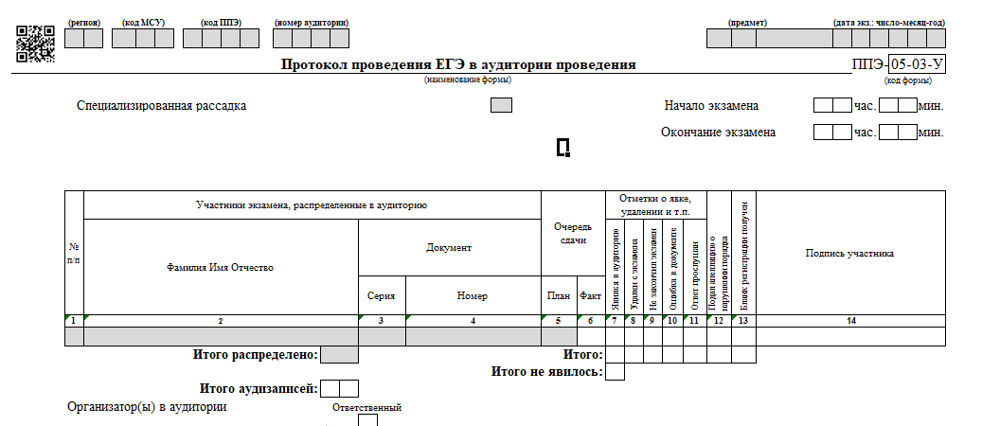 (регион) (код МСУ) (код ППЭ) (номер аудитории) (предмет) (дата экз.: число-месяц-год)
Протокол проведения ЕГЭ в аудитории проведения ППЭ-05-03-У
(наименование формы) (код формы)
Специализированная рассадка Начало экзамена час. мин.
Окончание экзамена час. мин.
№ п/п
Участники экзамена, распределенные в аудиторию
Фамилия Имя Отчество
Документ
Серия
Номер
Очередь сдачи
План
Факт
Отметки о явке, удалении и т.п.
Явился в аудиторию
Удален с экзамена
Не закончил экзамен
Ошибка в документе
Ответ прослушан
Подал апелляцию о нарушении порядка
Бланк регистрации получен
Подпись участника
1 2 3 4 5 6 7 8 9 10 11 12 13 14
Итого распределено: Итого:
Итого не явилось:
Итого аудизаписей:
Организатор(ы) в аудитории Ответственный